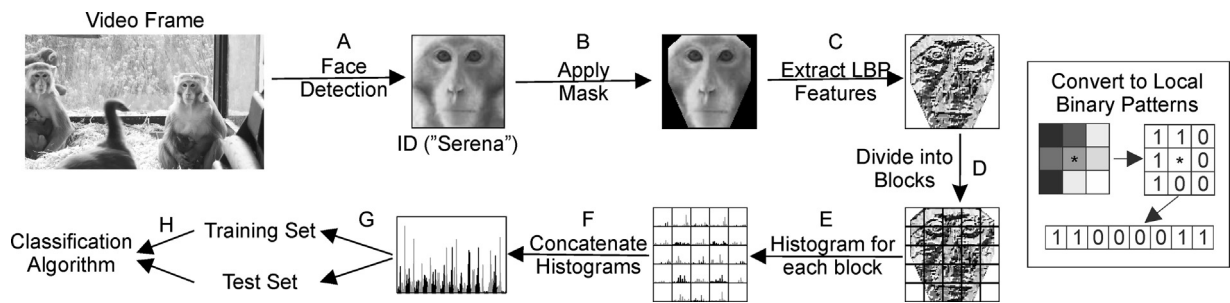 Video Frame
A
Face
Detection
ID ("Serena")
B
Apply
Mask
C
Extract LBP
Features
D
Divide into
Blocks
E
Histogram for
each block
F
Concatenate
Histograms
G
Training Set
Test Set
H
Classification
Algorithm
Convert to Local
Binary Patterns
*
1 1 0
1 * 0
1 0 0
1 1 0 0 0 0 1 1